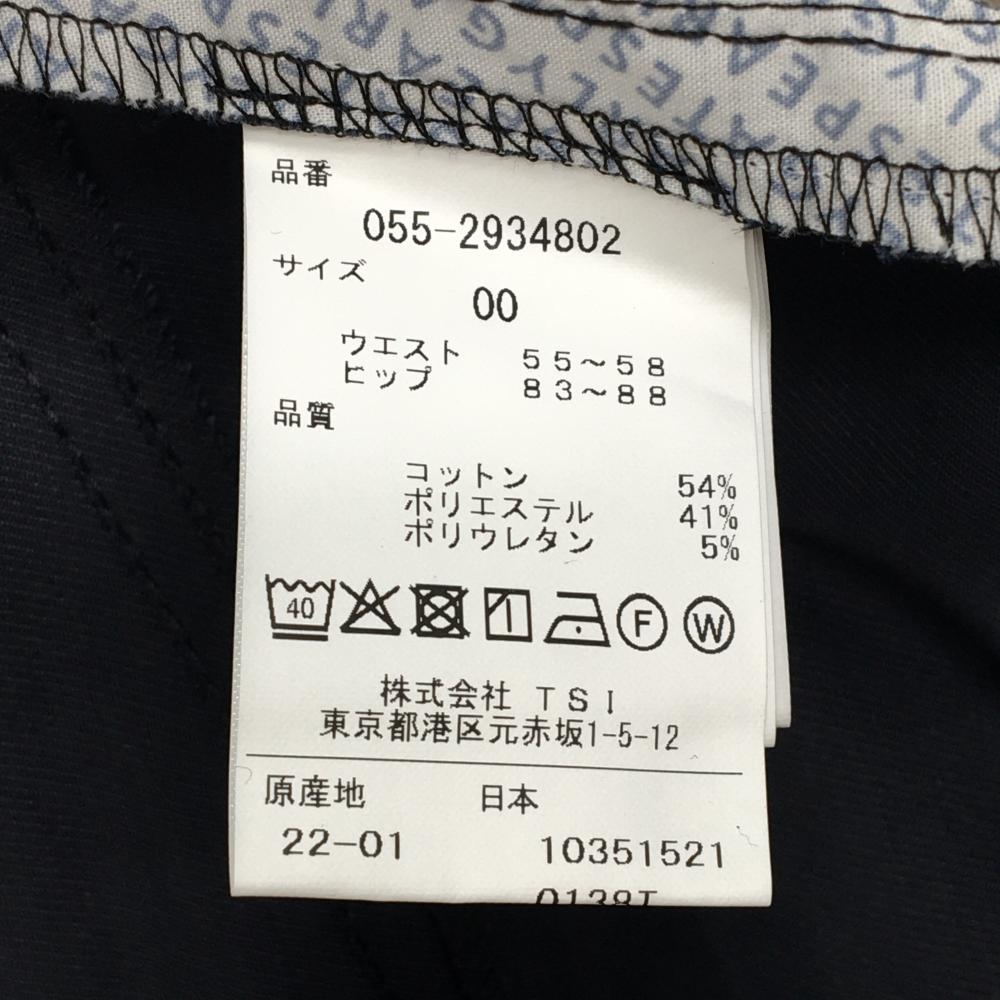 品番
055-2934802
サイズ
00
ウエスト 55~58
ヒップ 83~88
品質
コットン 54%
ポリエステル 41%
ポリウレタン 5%
40 F W
株式会社 TSI
東京都港区元赤坂1-5-12
原産地 日本
22-01 10351521